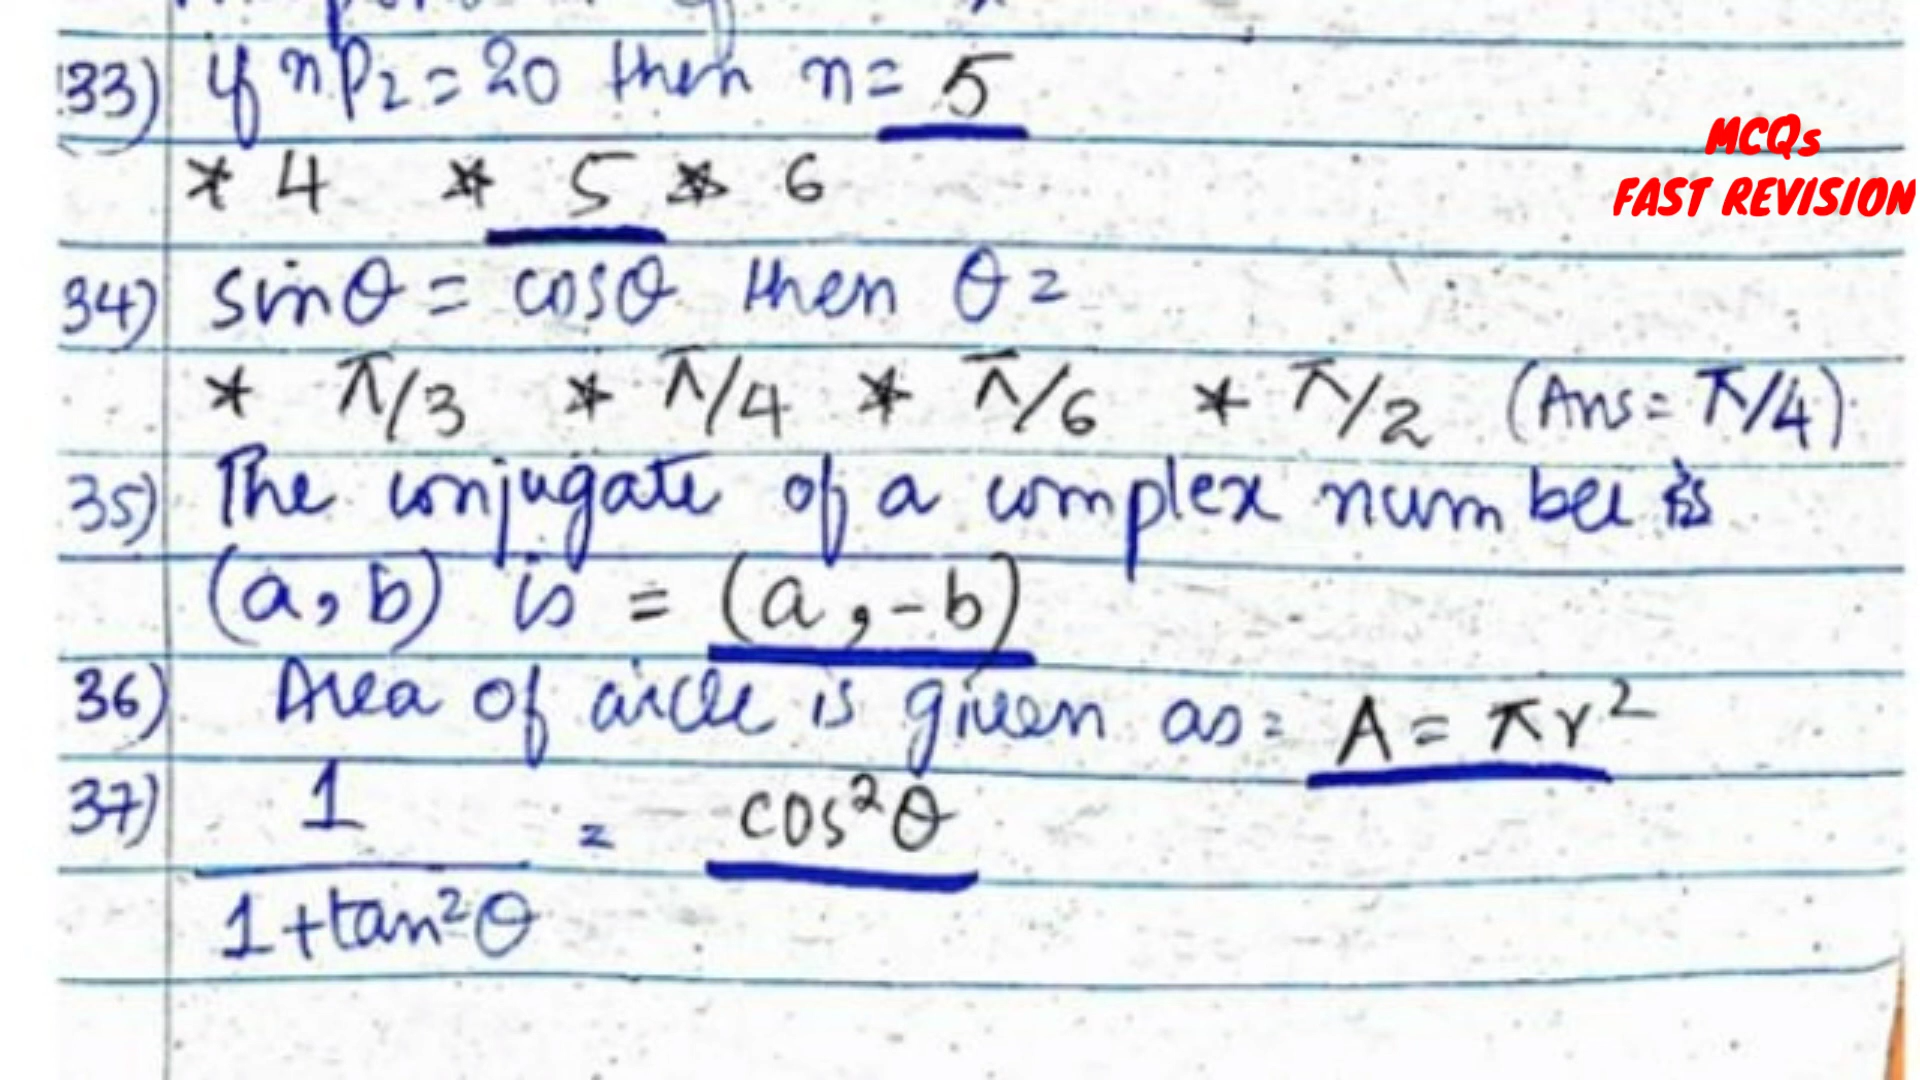 33) if nP₂ = 20 then n = 5
* 4 * 5 * 6
34) sinθ = cosθ then θ =
* π/3 * π/4 * π/6 * π/2 (Ans = π/4)
35) The conjugate of a complex number is
(a, b) is = (a, -b)
36) Area of circle is given as = A = πr²
37) 1 = cos²θ
1+tan²θ
MCQs
FAST REVISION